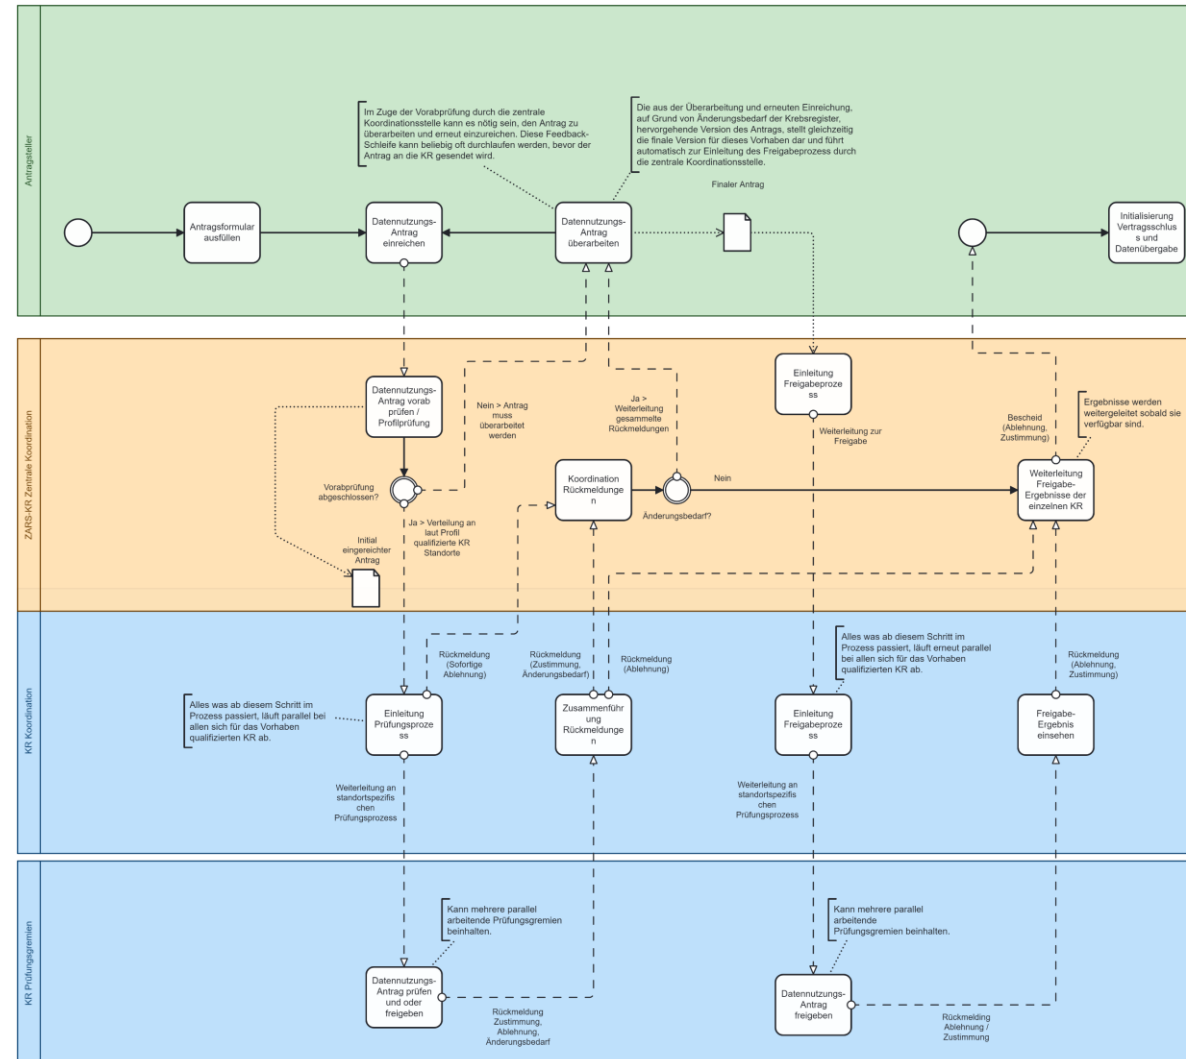 Antragsteller
Im Zuge der Vorabprüfung durch die zentrale
Koordinationsstelle kann es nötig sein, den Antrag zu
überarbeiten und erneut einzureichen. Diese Feedback-
Schleife kann beliebig oft durchlaufen werden, bevor der
Antrag an die KR gesendet wird.
Die aus der Überarbeitung und erneuten Einreichung,
auf Grund von Änderungsbedarf der Krebsregister,
hervorgehende Version des Antrags, stellt gleichzeitig
die finale Version für dieses Vorhaben dar und führt
automatisch zur Einleitung des Freigabeprozess durch
die zentrale Koordinationsstelle.
Finaler Antrag
Antragsformular
ausfüllen
Datennutzungs-
Antrag
einreichen
Datennutzungs-
Antrag
überarbeiten
Initialisierung
Vertragsschlus
s und
Datenübergabe
ZARS-KR Zentrale Koordination
Datennutzungs-
Antrag vorab
prüfen /
Profilprüfung
Nein > Antrag
muss
überarbeitet
werden
Ja >
Weiterleitung
gesammelte
Rückmeldungen
Einleitung
Freigabeproze
ss
Weiterleitung zur
Freigabe
Bescheid
(Ablehnung,
Zustimmung)
Ergebnisse werden
weitergeleitet sobald sie
verfügbar sind.
Vorabprüfung
abgeschlossen?
Koordination
Rückmeldunge
n
Nein
Änderungsbedarf?
Weiterleitung
Freigabe-
Ergebnisse der
einzelnen KR
Ja > Verteilung an
laut Profil
qualifizierte KR
Standorte
Initial
eingereichter
Antrag
KR Koordination
Rückmeldung
(Sofortige
Ablehnung)
Rückmeldung
(Zustimmung,
Änderungsbedarf)
Rückmeldung
(Ablehnung)
Alles was ab diesem Schritt im
Prozess passiert, läuft erneut parallel
bei allen sich für das Vorhaben
qualifizierten KR ab.
Rückmeldung
(Ablehnung,
Zustimmung)
Alles was ab diesem Schritt im
Prozess passiert, läuft parallel bei
allen sich für das Vorhaben
qualifizierten KR ab.
Einleitung
Prüfungsproze
ss
Zusammenführ
ung
Rückmeldunge
n
Einleitung
Freigabeproze
ss
Freigabe-
Ergebnis
einsehen
Weiterleitung an
standortspezifis
chen
Prüfungsprozess
Weiterleitung an
standortspezifis
chen
Prüfungsprozess
KR Prüfungsgremien
Kann mehrere parallel
arbeitende Prüfungsgremien
beinhalten.
Kann mehrere parallel
arbeitende
Prüfungsgremien beinhalten.
Datennutzungs-
Antrag prüfen
und oder
freigeben
Rückmeldung
Zustimmung,
Ablehnung,
Änderungsbedarf
Datennutzungs-
Antrag
freigeben
Rückmelding
Ablehnung /
Zustimmung